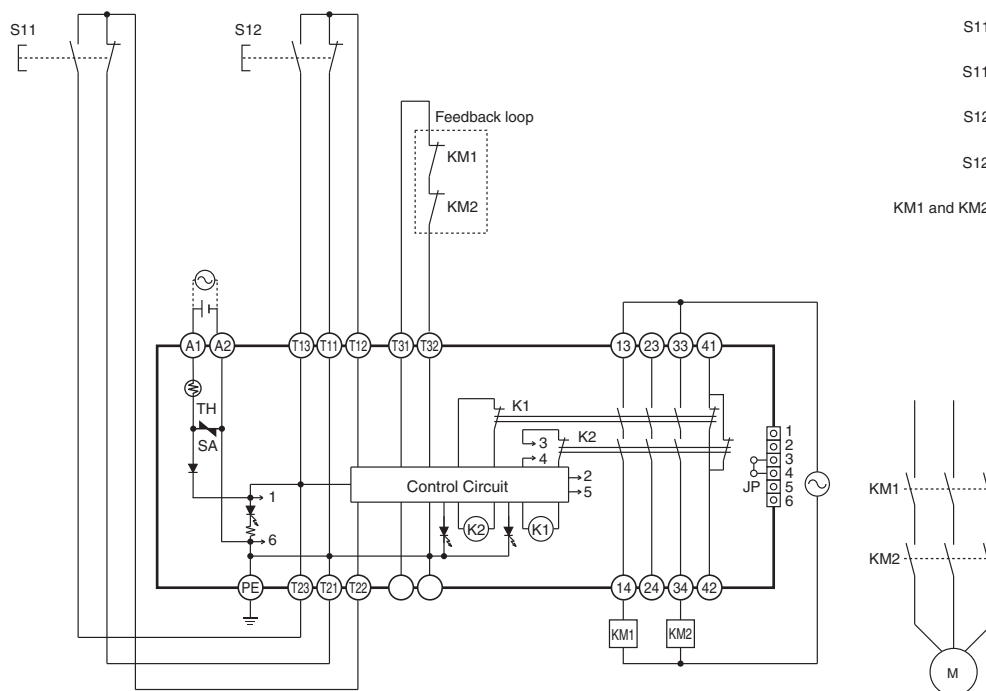 S11
S12
S11
S11
S12
S12
KM1 and KM2
Feedback loop
KM1
KM2
A1 A2 T13 T11 T12 T31 T32 13 23 33 41
TH
SA
K1
K2
3
4
1
6
Control Circuit
2
5
K2
K1
JP
1
2
3
4
5
6
PE T23 T21 T22 14 24 34 42
KM1
KM2
KM1
KM2
M